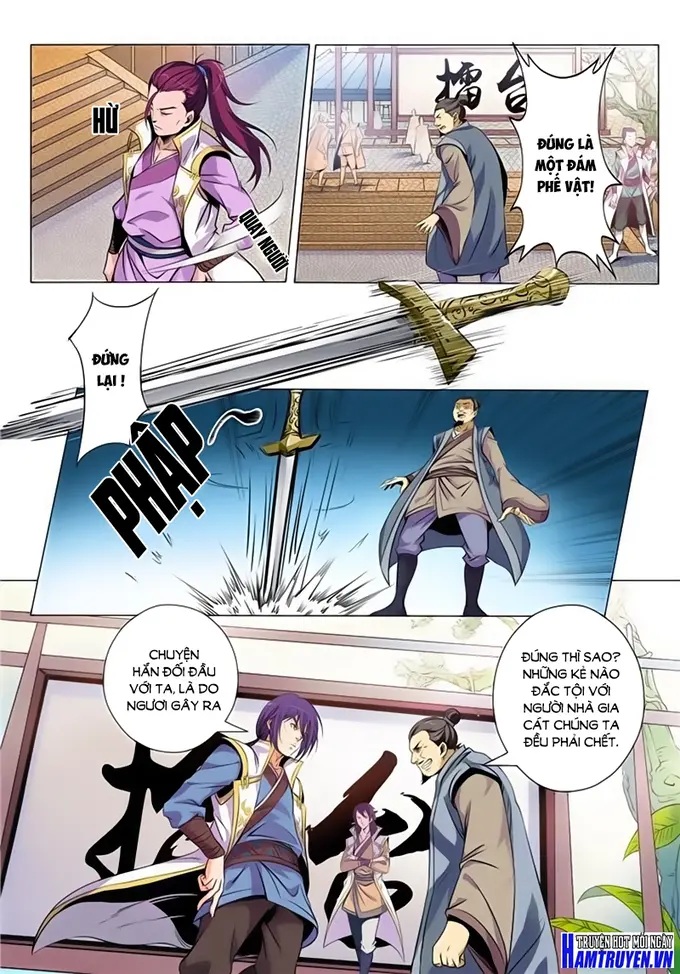 HỪ
QUAY NGƯỜI
擂台
ĐÚNG LÀ
MỘT ĐÁM
PHẾ VẬT!
ĐỨNG
LẠI !
PHẬP
CHUYỆN
HẮN ĐỐI ĐẦU
VỚI TA, LÀ DO
NGƯƠI GÂY RA
ĐÚNG THÌ SAO?
NHỮNG KẺ NÀO
ĐẮC TỘI VỚI
NGƯỜI NHÀ GIA
CÁT CHÚNG TA
ĐỀU PHẢI CHẾT.
TRUYỆN HOT MỖI NGÀY
HAMTRUYEN.VN